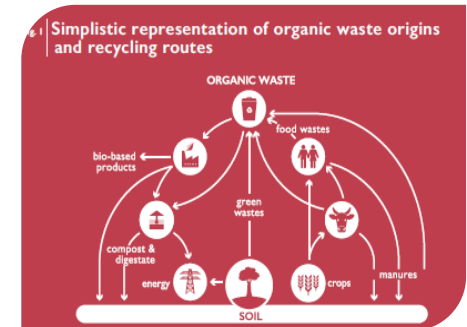 Simplistic representation of organic waste origins
and recycling routes
ORGANIC WASTE
food wastes
bio-based
products
green
wastes
compost &
digestate
energy
crops
manures
SOIL